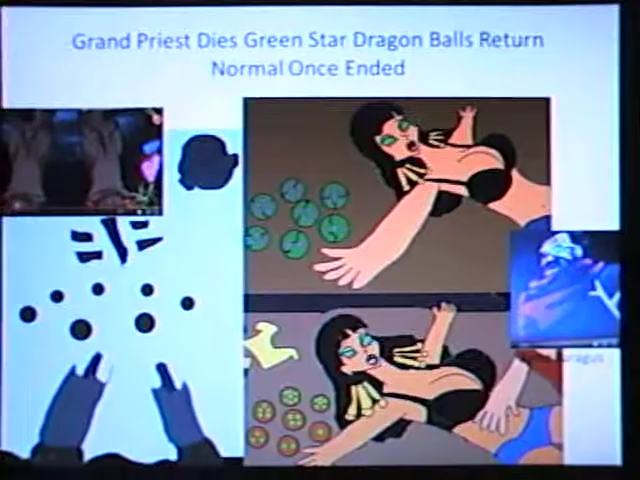 Grand Priest Dies Green Star Dragon Balls Return
Normal Once Ended